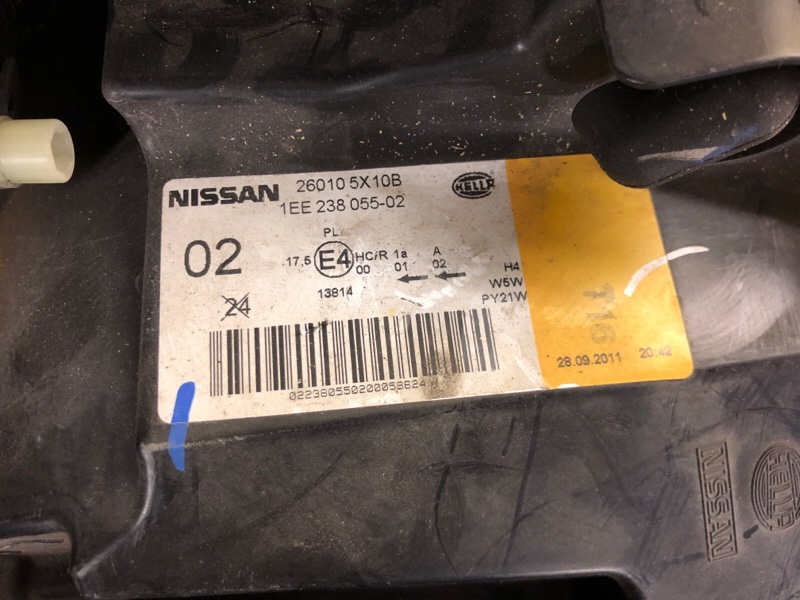 NISSAN 26010 5X10B HELLA
1EE 238 055-02
02
PL
17,5 E4 HC/R 1a A
00 01 02
13814
24
H4
W5W
PY21W
022380550200058624
28.09.2011 20:42
NISSAN HELLA